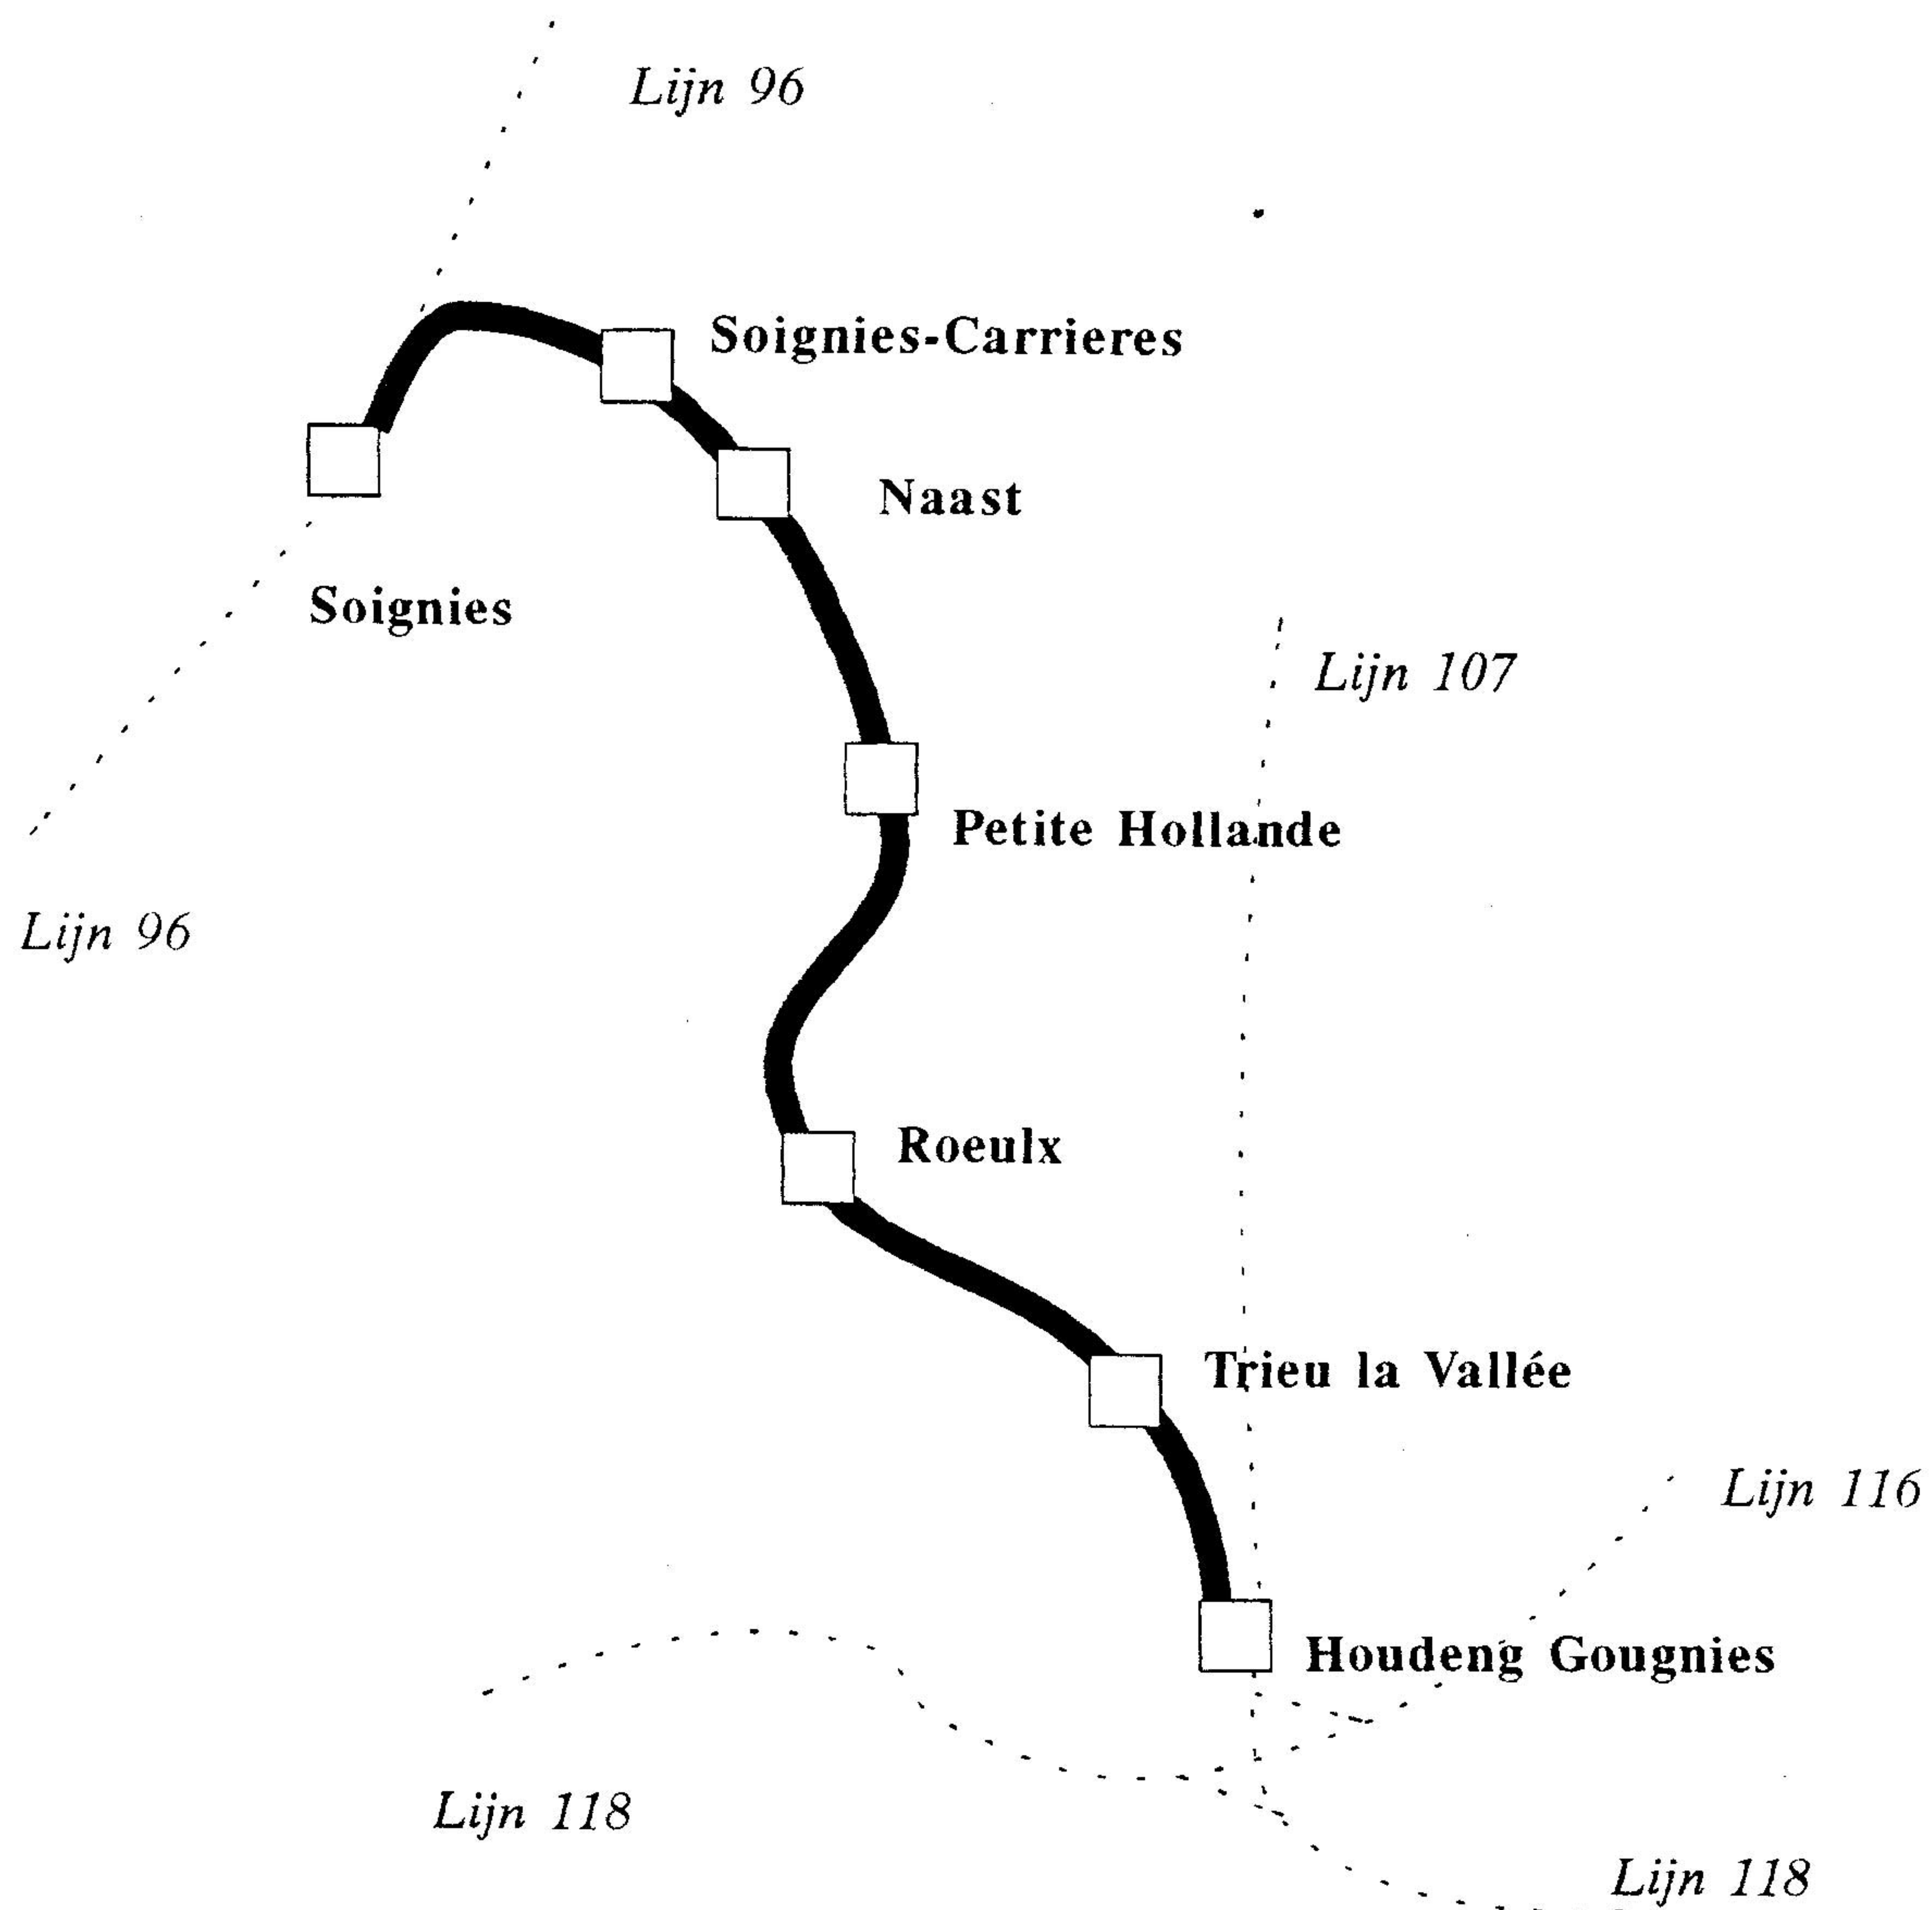 Lijn 96
Soignies-Carrieres
Naast
Soignies
Lijn 107
Petite Hollande
Lijn 96
Roeulx
Trieu la Vallée
Lijn 116
Houdeng Gougnies
Lijn 118
Lijn 118